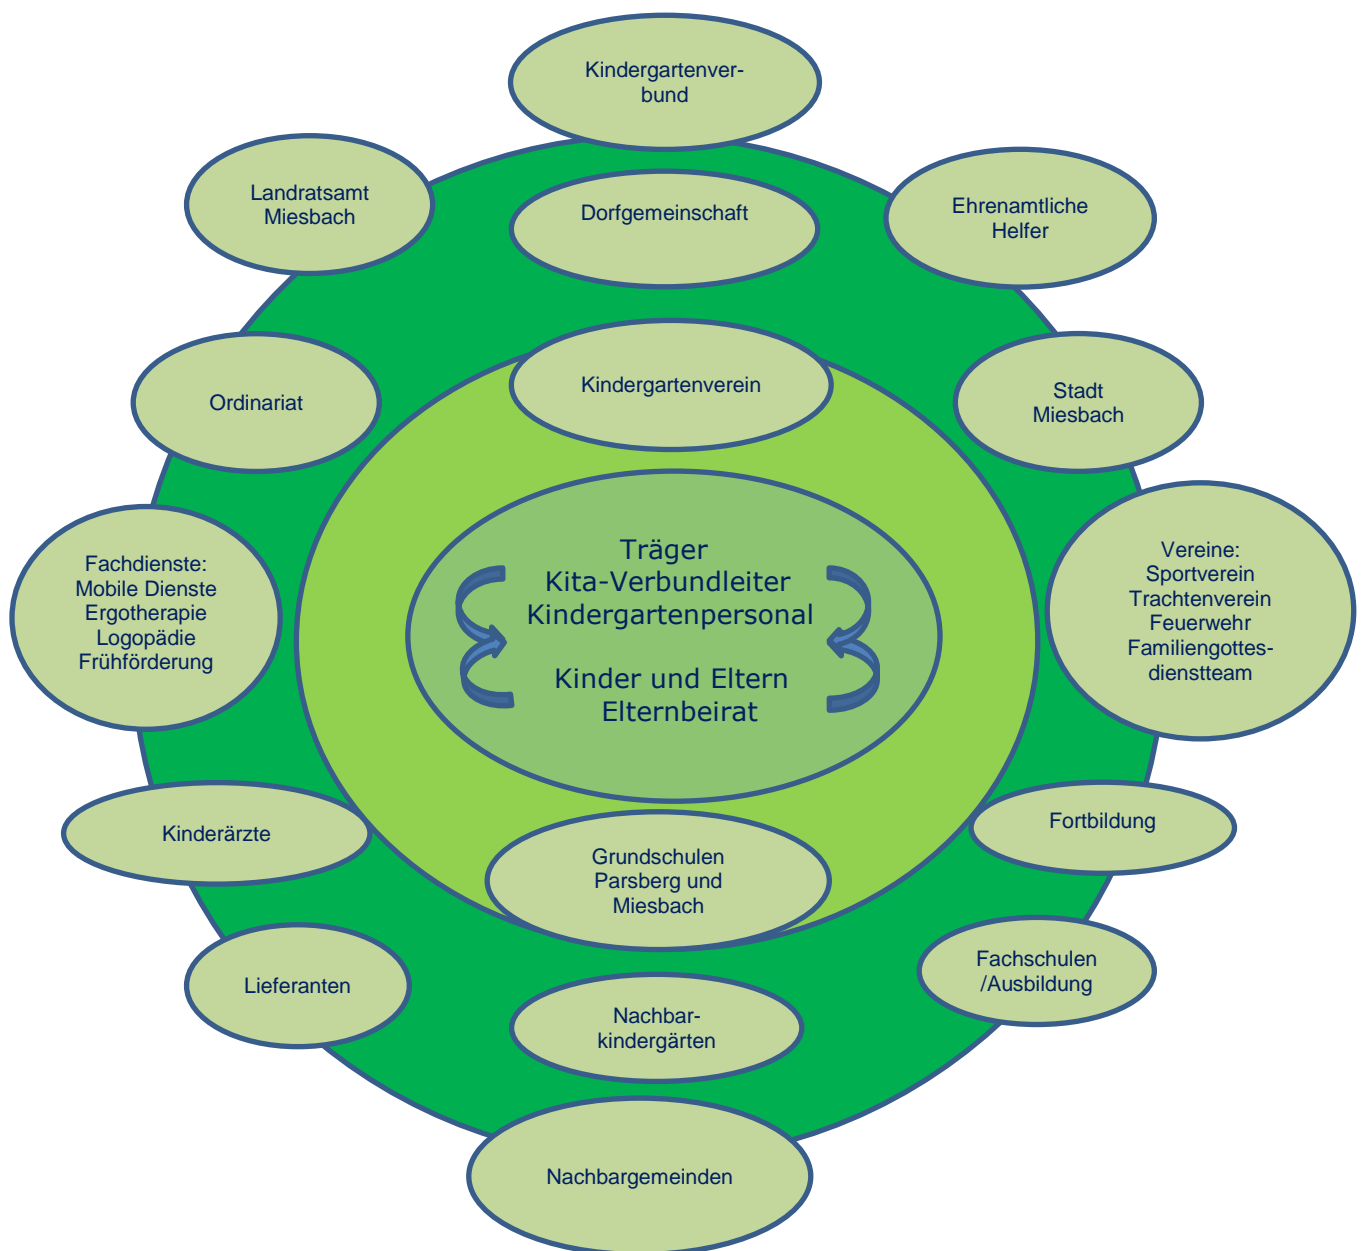 Kindergartenver-
bund
Landratsamt
Miesbach
Dorfgemeinschaft
Ehrenamtliche
Helfer
Ordinariat
Kindergartenverein
Stadt
Miesbach
Fachdienste:
Mobile Dienste
Ergotherapie
Logopädie
Frühförderung
Träger
Kita-Verbundleiter
Kindergartenpersonal
Kinder und Eltern
Elternbeirat
Vereine:
Sportverein
Trachtenverein
Feuerwehr
Familiengottes-
dienstteam
Kinderärzte
Grundschulen
Parsberg und
Miesbach
Fortbildung
Lieferanten
Nachbar-
kindergärten
Fachschulen
/Ausbildung
Nachbargemeinden